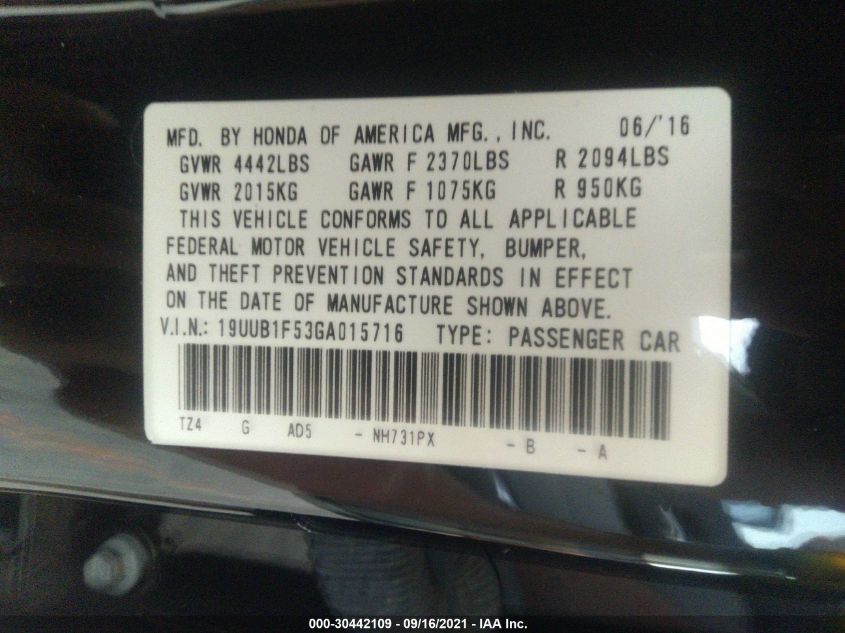 MFD. BY HONDA OF AMERICA MFG., INC. 06/'16
GVWR 4442LBS GAWR F 2370LBS R 2094LBS
GVWR 2015KG GAWR F 1075KG R 950KG
THIS VEHICLE CONFORMS TO ALL APPLICABLE
FEDERAL MOTOR VEHICLE SAFETY, BUMPER,
AND THEFT PREVENTION STANDARDS IN EFFECT
ON THE DATE OF MANUFACTURE SHOWN ABOVE.
V.I.N.: 19UUB1F53GA015716 TYPE: PASSENGER CAR
TZ4 G AD5 - NH731PX - B - A
000-30442109 - 09/16/2021 - IAA Inc.